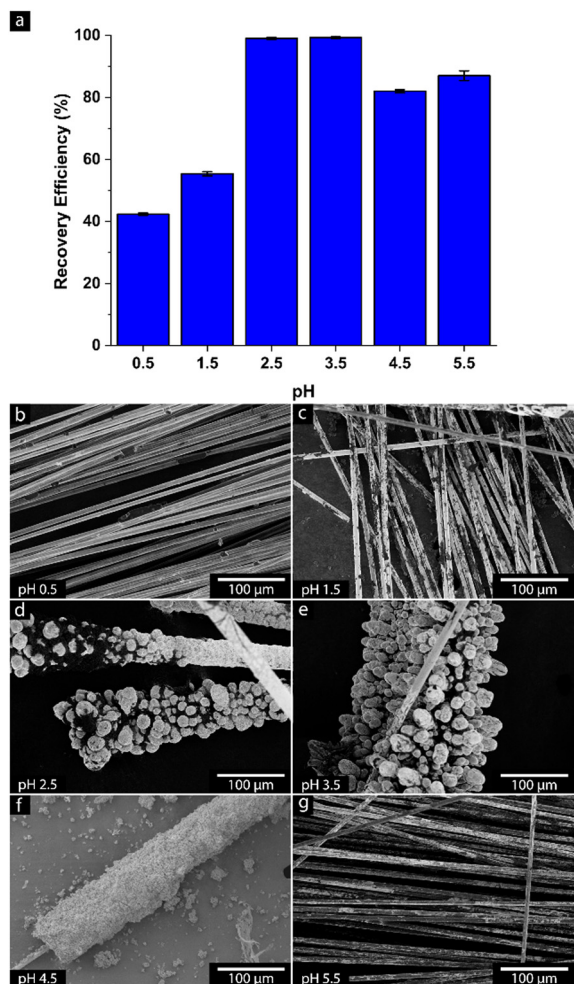 a
Recovery Efficiency (%)
100
80
60
40
20
0
0.5 1.5 2.5 3.5 4.5 5.5
pH
b
pH 0.5
100 µm
c
pH 1.5
100 µm
d
pH 2.5
100 µm
e
pH 3.5
100 µm
f
pH 4.5
100 µm
g
pH 5.5
100 µm